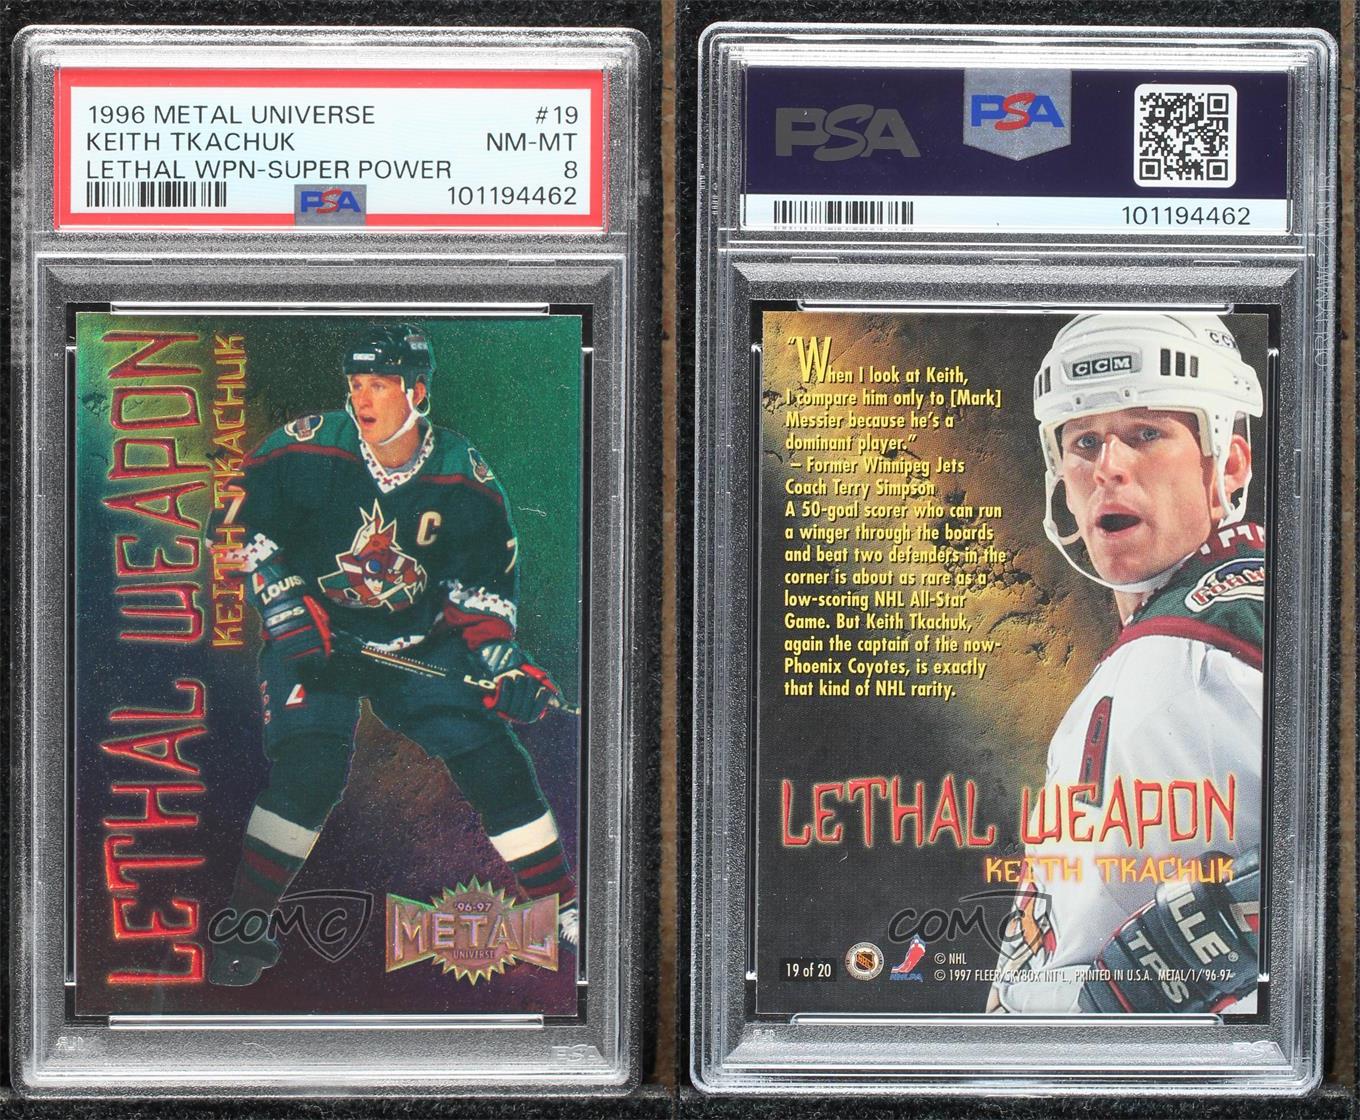 1996 METAL UNIVERSE #19
KEITH TKACHUK NM-MT
LETHAL WPN-SUPER POWER 8
PSA 101194462
LETHAL WEAPON
KEITH TKACHUK
C
LOUIS
'96-97
METAL
UNIVERSE
COMC
PSA
PSA PSA
101194462
CCM
"When I look at Keith,
I compare him only to [Mark]
Messier because he's a
dominant player."
– Former Winnipeg Jets
Coach Terry Simpson
A 50-goal scorer who can run
a winger through the boards
and beat two defenders in the
corner is about as rare as a
low-scoring NHL All-Star
Game. But Keith Tkachuk,
again the captain of the now-
Phoenix Coyotes, is exactly
that kind of NHL rarity.
LETHAL WEAPON
KEITH TKACHUK
COMC
19 of 20
NHLPA
© NHL
© 1997 FLEER/SKYBOX INT'L., PRINTED IN U.S.A. METAL/1/'96-97
LLE
TPS